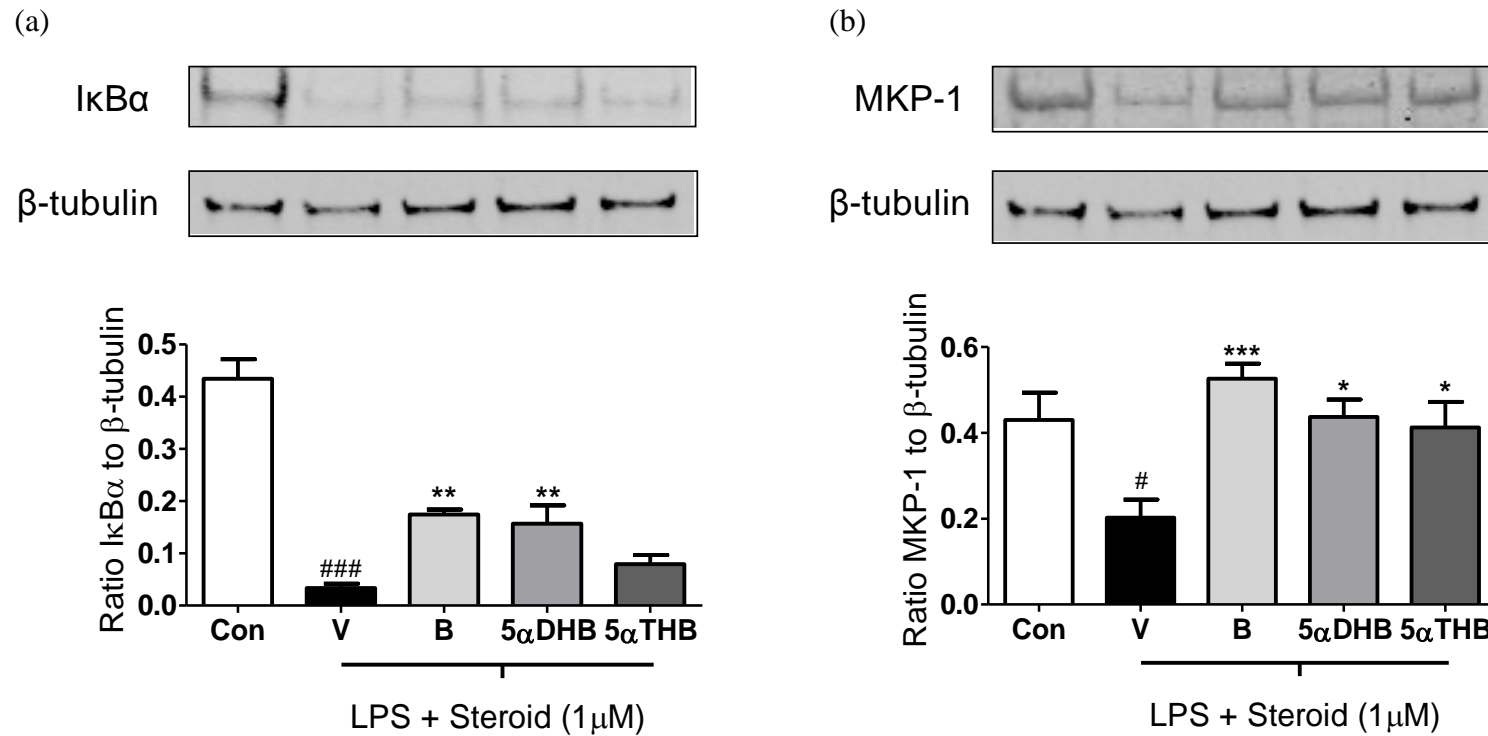 (a)
IκBα
β-tubulin
Ratio IκBα to β-tubulin
0.5
0.4
0.3
0.2
0.1
0.0
###
**
**
Con V B 5αDHB 5αTHB
LPS + Steroid (1μM)
(b)
MKP-1
β-tubulin
Ratio MKP-1 to β-tubulin
0.6
0.4
0.2
0.0
#
***
*
*
Con V B 5αDHB 5αTHB
LPS + Steroid (1μM)